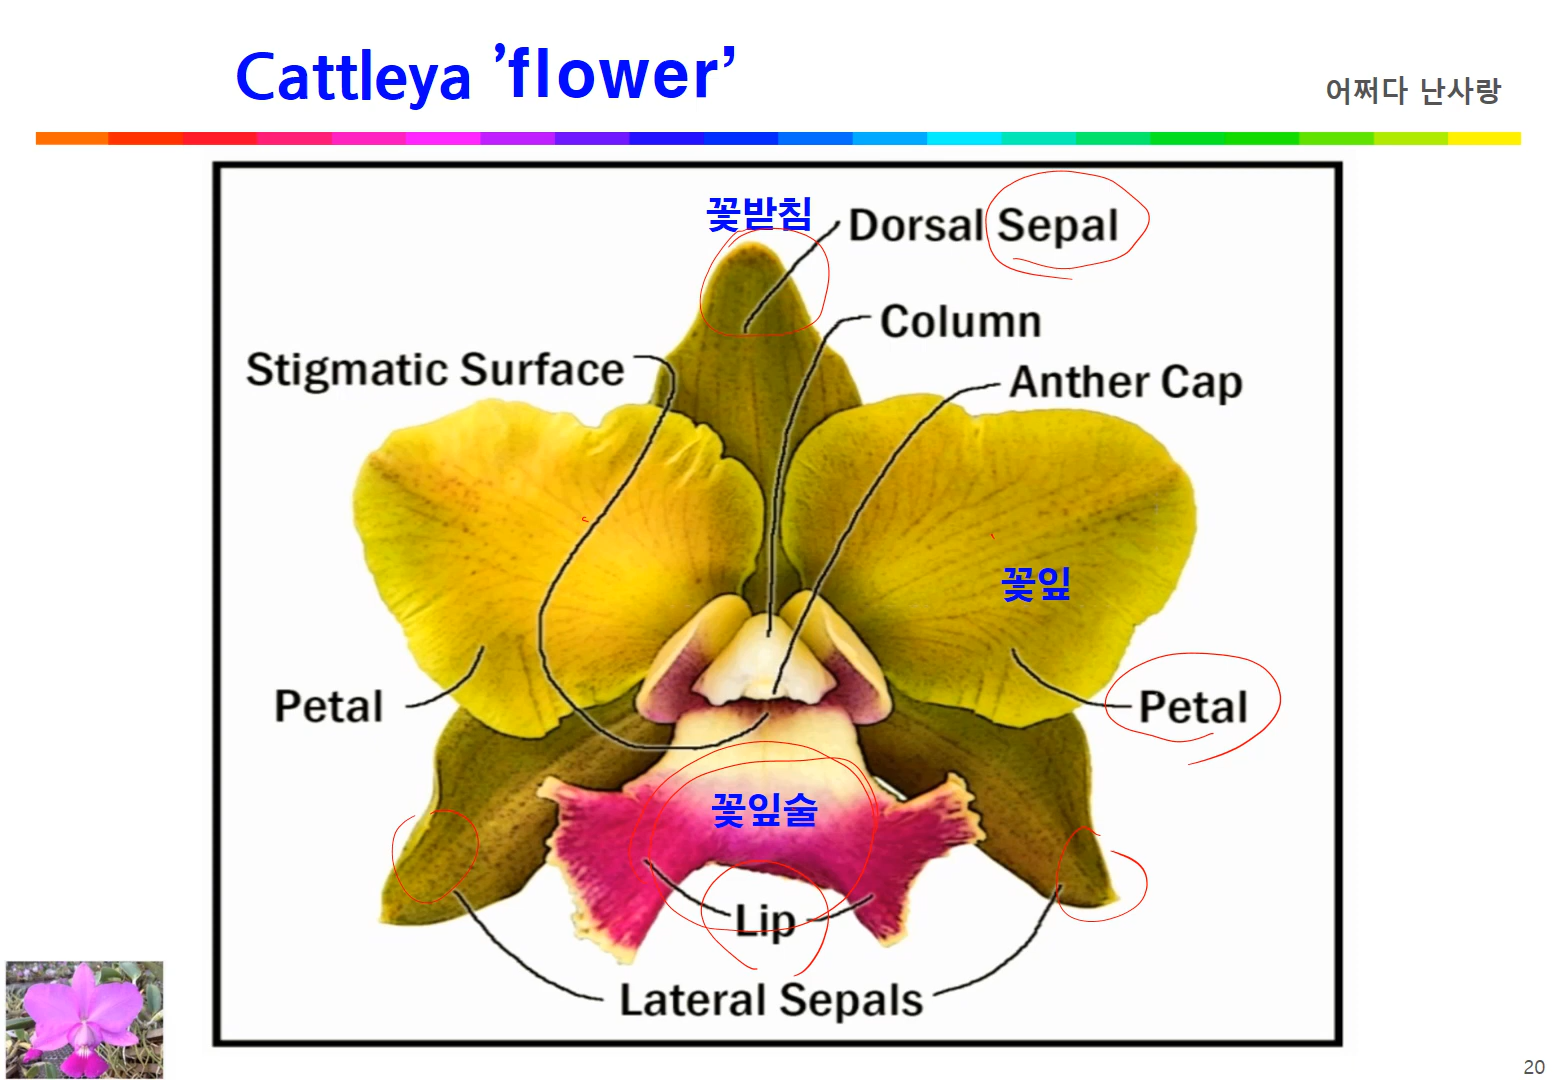 Cattleya ’flower’
어쩌다 난사랑
꽃받침
Dorsal Sepal
Column
Stigmatic Surface
Anther Cap
꽃잎
Petal
Petal
꽃잎술
Lip
Lateral Sepals
20